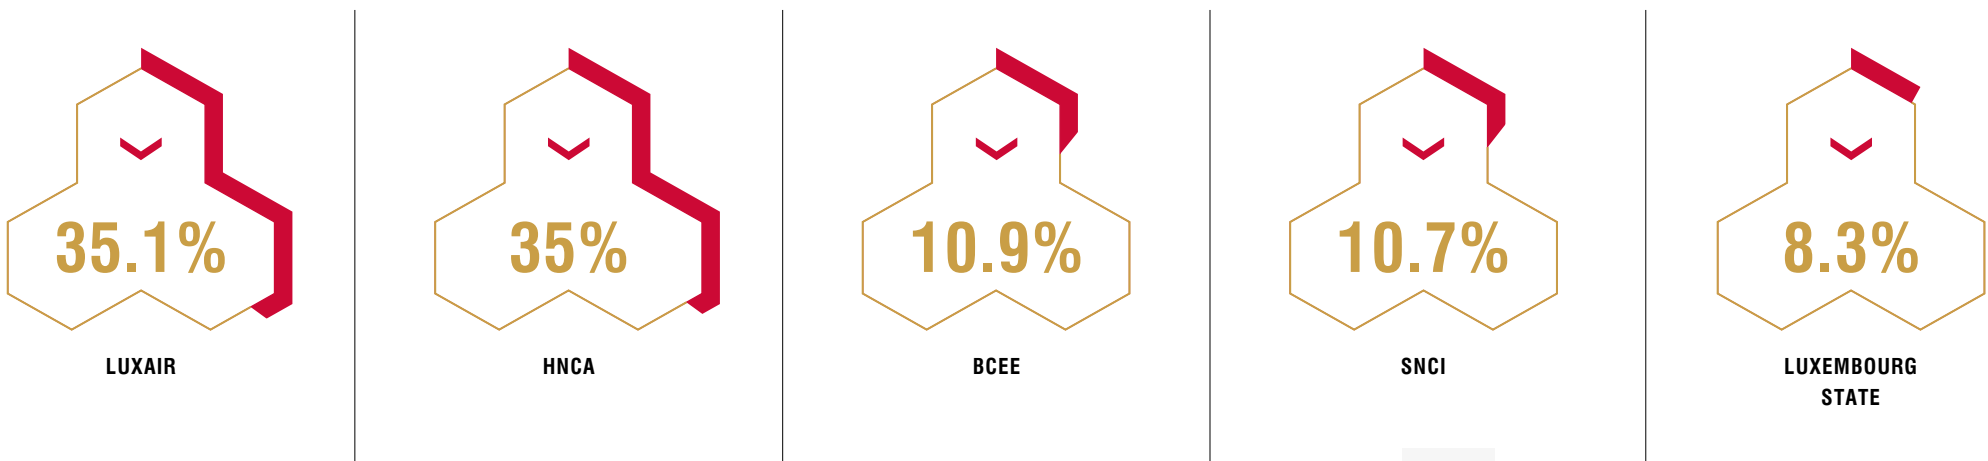 35.1%
LUXAIR
35%
HNCA
10.9%
BCEE
10.7%
SNCI
8.3%
LUXEMBOURG
STATE